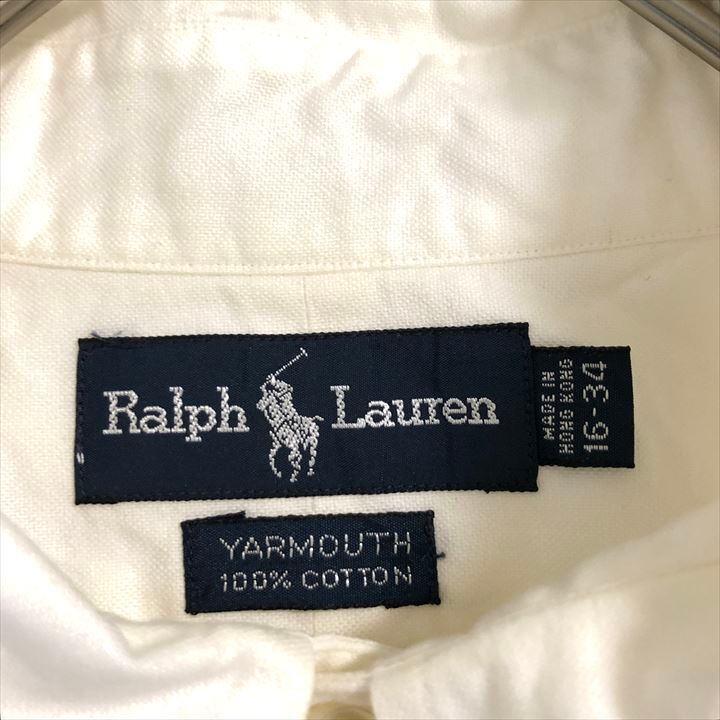 Ralph Lauren
MADE IN
HONG KONG
16-34
YARMOUTH
100% COTTON